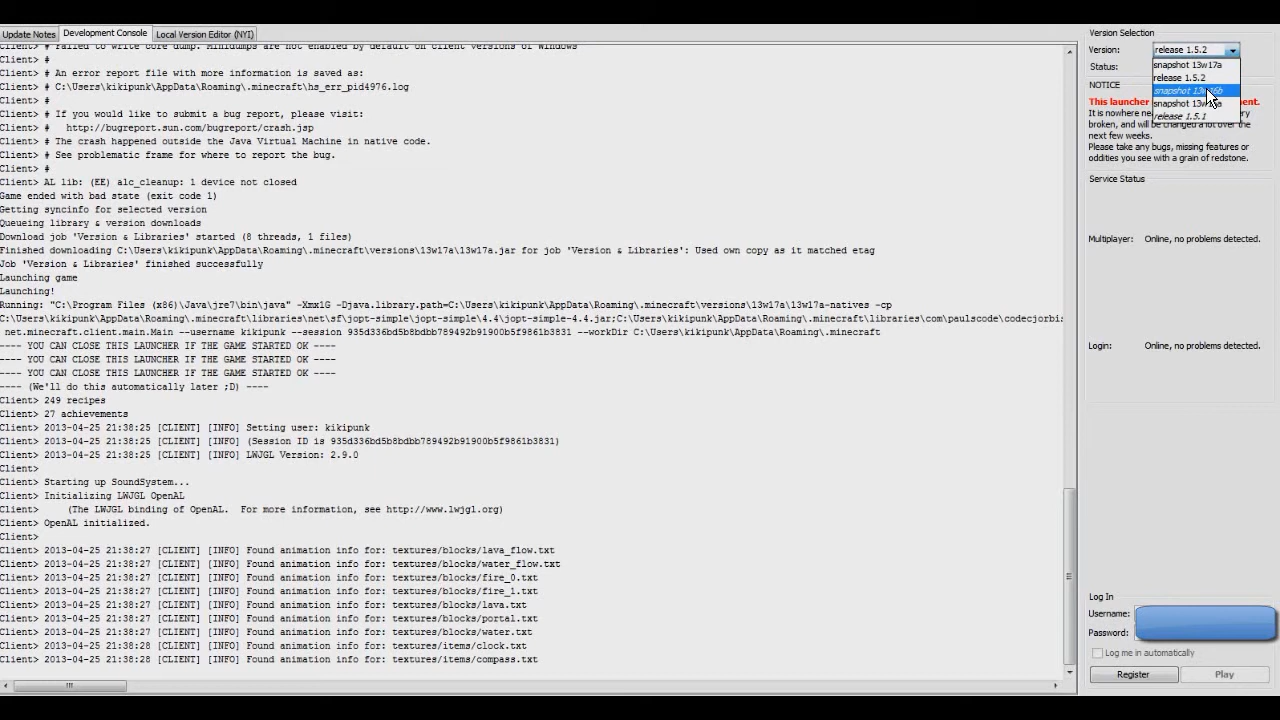 Update Notes
Development Console
Local Version Editor (NYI)
Client> # Failed to write core dump. Minidumps are not enabled by default on client versions of Windows
Client> #
Client> # An error report file with more information is saved as:
Client> # C:\Users\kikipunk\AppData\Roaming\.minecraft\hs_err_pid4976.log
Client> #
Client> # If you would like to submit a bug report, please visit:
Client> #   http://bugreport.sun.com/bugreport/crash.jsp
Client> # The crash happened outside the Java Virtual Machine in native code.
Client> # See problematic frame for where to report the bug.
Client> #
Client> AL lib: (EE) alc_cleanup: 1 device not closed
Game ended with bad state (exit code 1)
Getting syncinfo for selected version
Queueing library & version downloads
Download job 'Version & Libraries' started (8 threads, 1 files)
Finished downloading C:\Users\kikipunk\AppData\Roaming\.minecraft\versions\13w17a\13w17a.jar for job 'Version & Libraries': Used own copy as it matched etag
Job 'Version & Libraries' finished successfully
Launching game
Launching!
Running: "C:\Program Files (x86)\Java\jre7\bin\java" -Xmx1G -Djava.library.path=C:\Users\kikipunk\AppData\Roaming\.minecraft\versions\13w17a\13w17a-natives -cp
C:\Users\kikipunk\AppData\Roaming\.minecraft\libraries\net\sf\jopt-simple\jopt-simple\4.4\jopt-simple-4.4.jar;C:\Users\kikipunk\AppData\Roaming\.minecraft\libraries\com\paulscode\codecjorbis
net.minecraft.client.main.Main --username kikipunk --session 935d336bd5b8bdbb789492b91900b5f9861b3831 --workDir C:\Users\kikipunk\AppData\Roaming\.minecraft
---- YOU CAN CLOSE THIS LAUNCHER IF THE GAME STARTED OK ----
---- YOU CAN CLOSE THIS LAUNCHER IF THE GAME STARTED OK ----
---- YOU CAN CLOSE THIS LAUNCHER IF THE GAME STARTED OK ----
---- (We'll do this automatically later ;D) ----
Client> 249 recipes
Client> 27 achievements
Client> 2013-04-25 21:38:25 [CLIENT] [INFO] Setting user: kikipunk
Client> 2013-04-25 21:38:25 [CLIENT] [INFO] (Session ID is 935d336bd5b8bdbb789492b91900b5f9861b3831)
Client> 2013-04-25 21:38:25 [CLIENT] [INFO] LWJGL Version: 2.9.0
Client>
Client> Starting up SoundSystem...
Client> Initializing LWJGL OpenAL
Client>     (The LWJGL binding of OpenAL.  For more information, see http://www.lwjgl.org)
Client> OpenAL initialized.
Client>
Client> 2013-04-25 21:38:27 [CLIENT] [INFO] Found animation info for: textures/blocks/lava_flow.txt
Client> 2013-04-25 21:38:27 [CLIENT] [INFO] Found animation info for: textures/blocks/water_flow.txt
Client> 2013-04-25 21:38:27 [CLIENT] [INFO] Found animation info for: textures/blocks/fire_0.txt
Client> 2013-04-25 21:38:27 [CLIENT] [INFO] Found animation info for: textures/blocks/fire_1.txt
Client> 2013-04-25 21:38:27 [CLIENT] [INFO] Found animation info for: textures/blocks/lava.txt
Client> 2013-04-25 21:38:27 [CLIENT] [INFO] Found animation info for: textures/blocks/portal.txt
Client> 2013-04-25 21:38:27 [CLIENT] [INFO] Found animation info for: textures/blocks/water.txt
Client> 2013-04-25 21:38:28 [CLIENT] [INFO] Found animation info for: textures/items/clock.txt
Client> 2013-04-25 21:38:28 [CLIENT] [INFO] Found animation info for: textures/items/compass.txt
Version Selection
Version: release 1.5.2
snapshot 13w17a
release 1.5.2
snapshot
snapshot
release 1.5.1
Status:
NOTICE
This launcher
It is nowhere
broken, and will be changed a lot over the
next few weeks.
Please take any bugs, missing features or
oddities you see with a grain of redstone.
Service Status
Multiplayer: Online, no problems detected.
Login: Online, no problems detected.
Log In
Username:
Password:
Log me in automatically
Register
Play